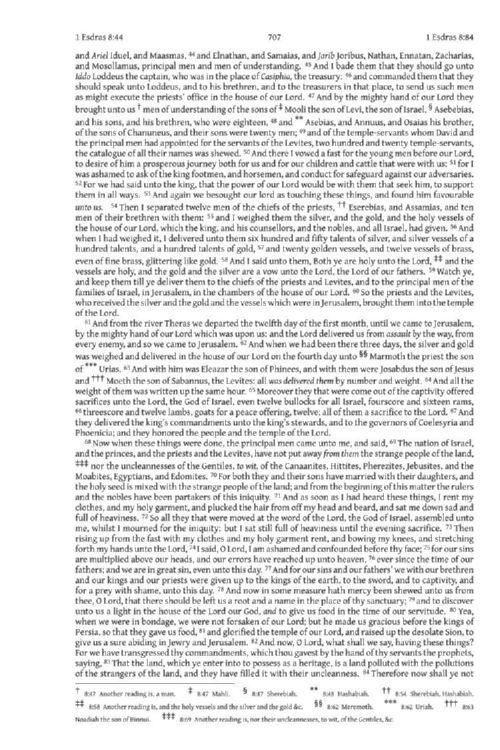 1 Esdras 8:44 707 1 Esdras 8:84
and Ariel Iduel, and Maasmas, 44 and Elnathan, and Samaias, and Jarib Joribus, Nathan, Ennatan, Zacharias,
and Mosollamus, principal men and men of understanding. 45 And I bade them that they should go unto
Iddo Loddeus the captain, who was in the place of Casiphia, the treasury: 46 and commanded them that they
should speak unto Loddeus, and to his brethren, and to the treasurers in that place, to send us such men
as might execute the priests' office in the house of our Lord. 47 And by the mighty hand of our Lord they
brought unto us † men of understanding of the sons of ‡ Mooli the son of Levi, the son of Israel, § Asebebias,
and his sons, and his brethren, who were eighteen, 48 and ** Asebias, and Annuus, and Osaias his brother,
of the sons of Chanuneus, and their sons were twenty men; 49 and of the temple-servants whom David and
the principal men had appointed for the servants of the Levites, two hundred and twenty temple-servants,
the catalogue of all their names was shewed. 50 And there I vowed a fast for the young men before our Lord,
to desire of him a prosperous journey both for us and for our children and cattle that were with us: 51 for I
was ashamed to ask of the king footmen, and horsemen, and conduct for safeguard against our adversaries.
52 For we had said unto the king, that the power of our Lord would be with them that seek him, to support
them in all ways. 53 And again we besought our lord as touching these things, and found him favourable
unto us. 54 Then I separated twelve men of the chiefs of the priests, †† Eserebias, and Assamias, and ten
men of their brethren with them: 55 and I weighed them the silver, and the gold, and the holy vessels of
the house of our Lord, which the king, and his counsellors, and the nobles, and all Israel, had given. 56 And
when I had weighed it, I delivered unto them six hundred and fifty talents of silver, and silver vessels of a
hundred talents, and a hundred talents of gold, 57 and twenty golden vessels, and twelve vessels of brass,
even of fine brass, glittering like gold. 58 And I said unto them, Both ye are holy unto the Lord, ‡‡ and the
vessels are holy, and the gold and the silver are a vow unto the Lord, the Lord of our fathers. 59 Watch ye,
and keep them till ye deliver them to the chiefs of the priests and Levites, and to the principal men of the
families of Israel, in Jerusalem, in the chambers of the house of our Lord. 60 So the priests and the Levites,
who received the silver and the gold and the vessels which were in Jerusalem, brought them into the temple
of the Lord.
61 And from the river Theras we departed the twelfth day of the first month, until we came to Jerusalem,
by the mighty hand of our Lord which was upon us: and the Lord delivered us from assault by the way, from
every enemy, and so we came to Jerusalem. 62 And when we had been there three days, the silver and gold
was weighed and delivered in the house of our Lord on the fourth day unto §§ Marmoth the priest the son
of *** Urias. 63 And with him was Eleazar the son of Phinees, and with them were Josabdus the son of Jesus
and ††† Moeth the son of Sabannus, the Levites: all was delivered them by number and weight. 64 And all the
weight of them was written up the same hour. 65 Moreover they that were come out of the captivity offered
sacrifices unto the Lord, the God of Israel, even twelve bullocks for all Israel, fourscore and sixteen rams,
66 threescore and twelve lambs, goats for a peace offering, twelve; all of them a sacrifice to the Lord. 67 And
they delivered the king's commandments unto the king's stewards, and to the governors of Coelesyria and
Phoenicia; and they honored the people and the temple of the Lord.
68 Now when these things were done, the principal men came unto me, and said, 69 The nation of Israel,
and the princes, and the priests and the Levites, have not put away from them the strange people of the land,
‡‡‡ nor the uncleannesses of the Gentiles, to wit, of the Canaanites, Hittites, Pherezites, Jebusites, and the
Moabites, Egyptians, and Edomites. 70 For both they and their sons have married with their daughters, and
the holy seed is mixed with the strange people of the land; and from the beginning of this matter the rulers
and the nobles have been partakers of this iniquity. 71 And as soon as I had heard these things, I rent my
clothes, and my holy garment, and plucked the hair from off my head and beard, and sat me down sad and
full of heaviness. 72 So all they that were moved at the word of the Lord, the God of Israel, assembled unto
me, whilst I mourned for the iniquity: but I sat still full of heaviness until the evening sacrifice. 73 Then
rising up from the fast with my clothes and my holy garment rent, and bowing my knees, and stretching
forth my hands unto the Lord, 74 I said, O Lord, I am ashamed and confounded before thy face; 75 for our sins
are multiplied above our heads, and our errors have reached up unto heaven, 76 ever since the time of our
fathers; and we are in great sin, even unto this day. 77 And for our sins and our fathers' we with our brethren
and our kings and our priests were given up to the kings of the earth, to the sword, and to captivity, and
for a prey with shame, unto this day. 78 And now in some measure hath mercy been shewed unto us from
thee, O Lord, that there should be left us a root and a name in the place of thy sanctuary; 79 and to discover
unto us a light in the house of the Lord our God, and to give us food in the time of our servitude. 80 Yea,
when we were in bondage, we were not forsaken of our Lord; but he made us gracious before the kings of
Persia, so that they gave us food, 81 and glorified the temple of our Lord, and raised up the desolate Sion, to
give us a sure abiding in Jewry and Jerusalem. 82 And now, O Lord, what shall we say, having these things?
For we have transgressed thy commandments, which thou gavest by the hand of thy servants the prophets,
saying, 83 That the land, which ye enter into to possess as a heritage, is a land polluted with the pollutions
of the strangers of the land, and they have filled it with their uncleanness. 84 Therefore now shall ye not
† 8:47 Another reading is, a man. ‡ 8:47 Mahli. § 8:47 Sherebiah. ** 8:48 Hashabiah. †† 8:54 Sherebiah, Hashabiah.
‡‡ 8:58 Another reading is, and the holy vessels and the silver and the gold &c. §§ 8:62 Meremoth. *** 8:62 Uriah. ††† 8:63
Noadiah the son of Binnui. ‡‡‡ 8:69 Another reading is, nor their uncleannesses, to wit, of the Gentiles, &c.